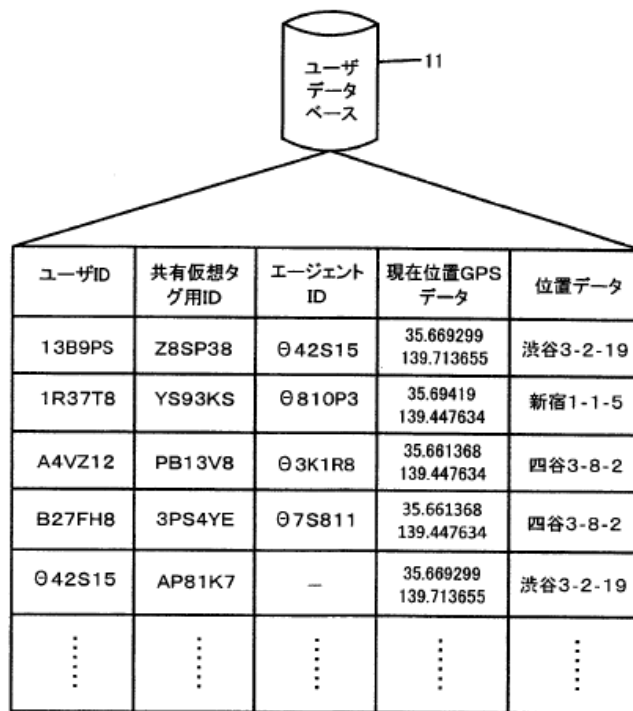 ユーザ
データ
ベース
11
ユーザID
共有仮想タ
グ用ID
エージェント
ID
現在位置GPS
データ
位置データ
13B9PS
Z8SP38
Θ42S15
35.669299
139.713655
渋谷3-2-19
1R37T8
YS93KS
Θ810P3
35.69419
139.447634
新宿1-1-5
A4VZ12
PB13V8
Θ3K1R8
35.661368
139.447634
四谷3-8-2
B27FH8
3PS4YE
Θ7S811
35.661368
139.447634
四谷3-8-2
Θ42S15
AP81K7
－
35.669299
139.713655
渋谷3-2-19